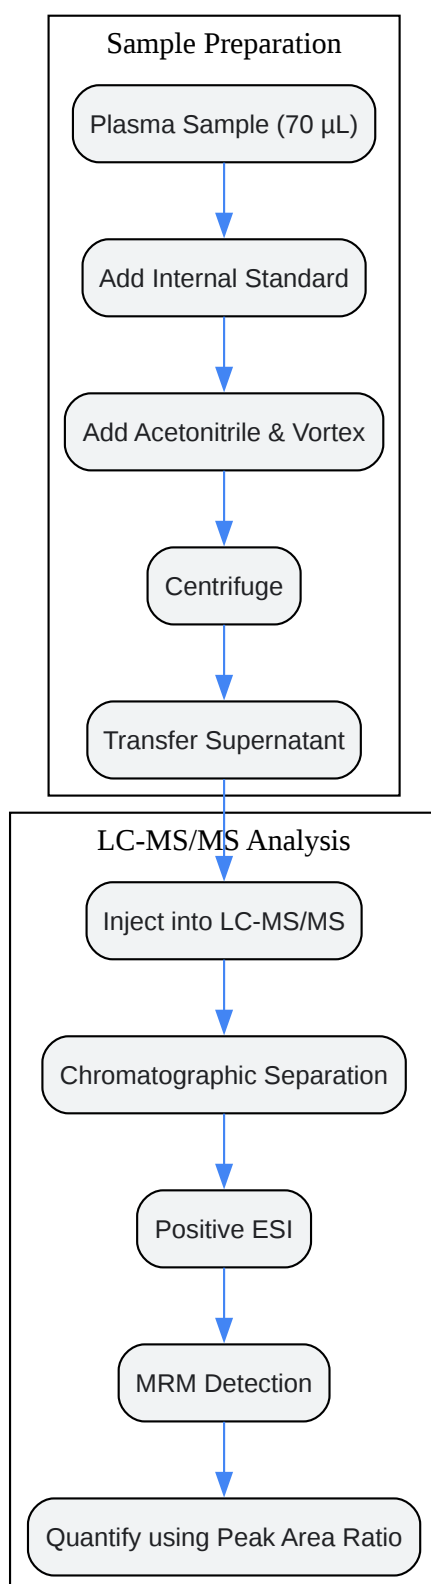 Sample Preparation
Plasma Sample (70 µL)
Add Internal Standard
Add Acetonitrile & Vortex
Centrifuge
Transfer Supernatant
LC-MS/MS Analysis
Inject into LC-MS/MS
Chromatographic Separation
Positive ESI
MRM Detection
Quantify using Peak Area Ratio